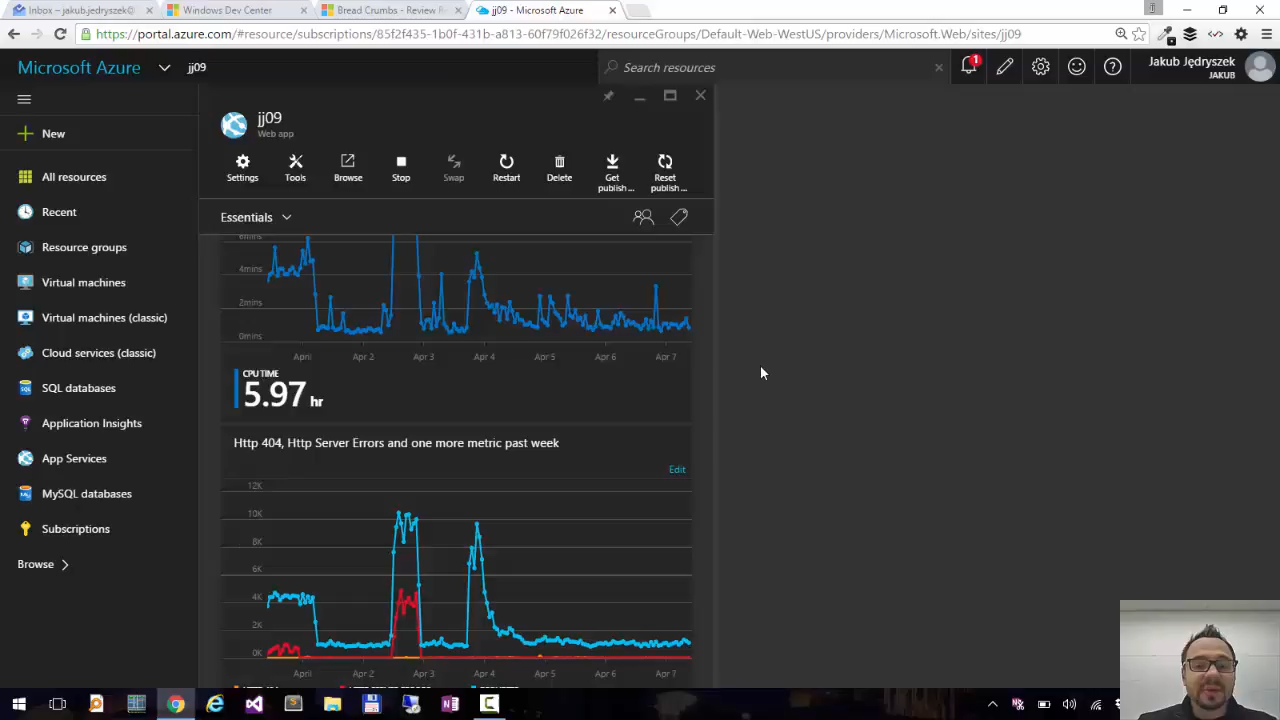 Inbox – jakub.jedryszek©
Windows Dev Center
Bread Crumbs - Review R
jj09 - Microsoft Azure
https://portal.azure.com/#resource/subscriptions/85f2f435-1b0f-431b-a813-60f79f026f32/resourceGroups/Default-Web-WestUS/providers/Microsoft.Web/sites/jj09
Microsoft Azure
jj09
Search resources
1
Jakub Jędryszek
JAKUB
New
All resources
Recent
Resource groups
Virtual machines
Virtual machines (classic)
Cloud services (classic)
SQL databases
Application Insights
App Services
MySQL databases
Subscriptions
Browse
jj09
Web app
Settings
Tools
Browse
Stop
Swap
Restart
Delete
Get publish ...
Reset publish ...
Essentials
6mins
4mins
2mins
0mins
April
Apr 2
Apr 3
Apr 4
Apr 5
Apr 6
Apr 7
CPU TIME
5.97 hr
Http 404, Http Server Errors and one more metric past week
Edit
12K
10K
8K
6K
4K
2K
0K
April
Apr 2
Apr 3
Apr 4
Apr 5
Apr 6
Apr 7